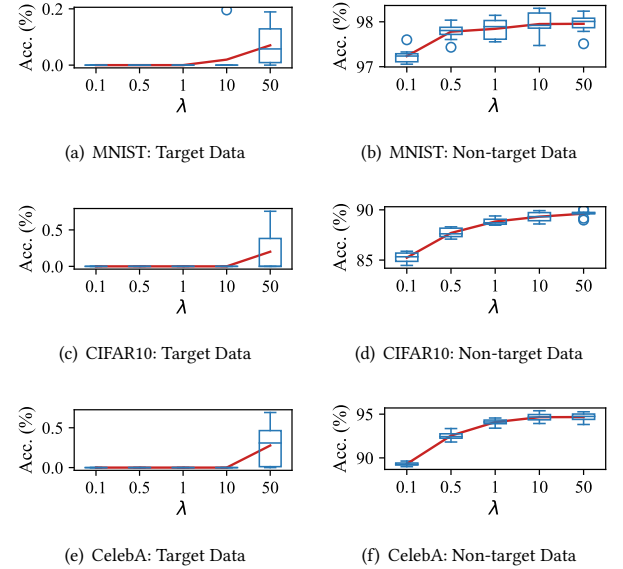 Acc. (%)
0.2
0.0
0.1 0.5 1 10 50
λ
(a) MNIST: Target Data
Acc. (%)
98
97
0.1 0.5 1 10 50
λ
(b) MNIST: Non-target Data
Acc. (%)
0.5
0.0
0.1 0.5 1 10 50
λ
(c) CIFAR10: Target Data
Acc. (%)
90
85
0.1 0.5 1 10 50
λ
(d) CIFAR10: Non-target Data
Acc. (%)
0.5
0.0
0.1 0.5 1 10 50
λ
(e) CelebA: Target Data
Acc. (%)
95
90
0.1 0.5 1 10 50
λ
(f) CelebA: Non-target Data